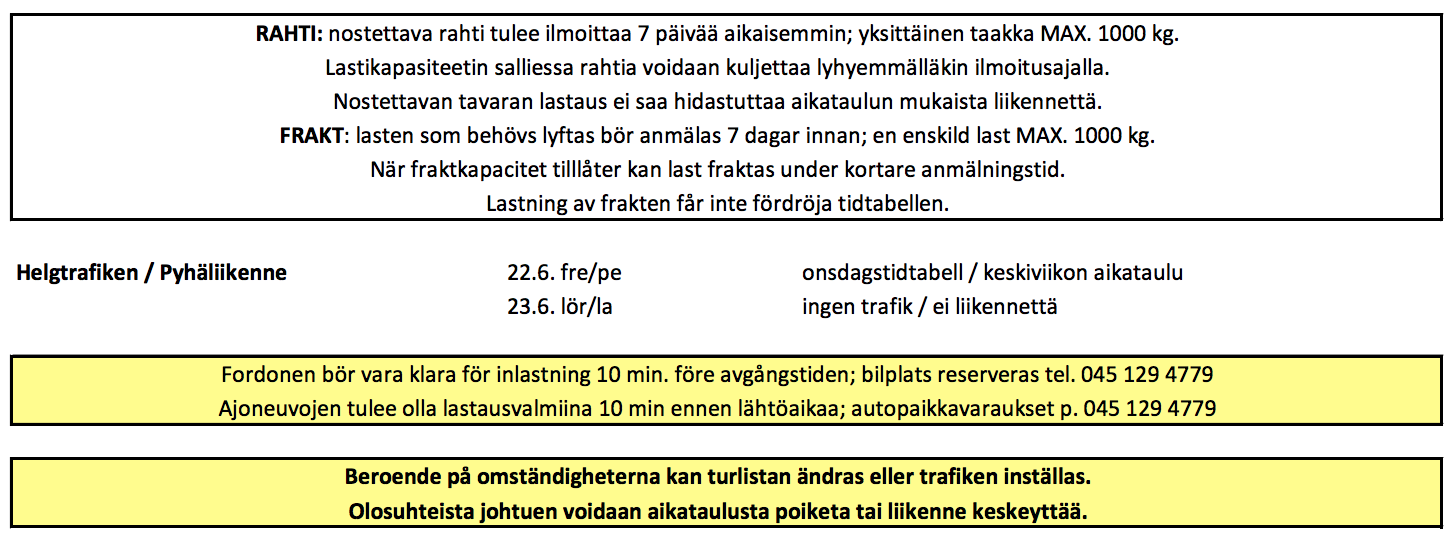 RAHTI: nostettava rahti tulee ilmoittaa 7 päivää aikaisemmin; yksittäinen taakka MAX. 1000 kg.
Lastikapasiteetin salliessa rahtia voidaan kuljettaa lyhyemmälläkin ilmoitusajalla.
Nostettavan tavaran lastaus ei saa hidastuttaa aikataulun mukaista liikennettä.
FRAKT: lasten som behövs lyftas bör anmälas 7 dagar innan; en enskild last MAX. 1000 kg.
När fraktkapacitet tilllåter kan last fraktas under kortare anmälningstid.
Lastning av frakten får inte fördröja tidtabellen.
Helgtrafiken / Pyhäliikenne 22.6. fre/pe onsdagstidtabell / keskiviikon aikataulu
23.6. lör/la ingen trafik / ei liikennettä
Fordonen bör vara klara för inlastning 10 min. före avgångstiden; bilplats reserveras tel. 045 129 4779
Ajoneuvojen tulee olla lastausvalmiina 10 min ennen lähtöaikaa; autopaikkavaraukset p. 045 129 4779
Beroende på omständigheterna kan turlistan ändras eller trafiken inställas.
Olosuhteista johtuen voidaan aikataulusta poiketa tai liikenne keskeyttää.